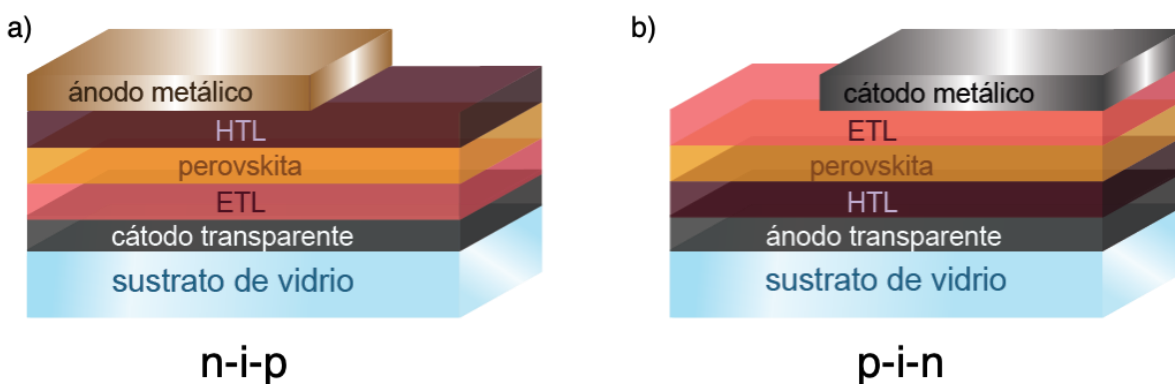 a)
ánodo metálico
HTL
perovskita
ETL
cátodo transparente
sustrato de vidrio
n-i-p
b)
cátodo metálico
ETL
perovskita
HTL
ánodo transparente
sustrato de vidrio
p-i-n